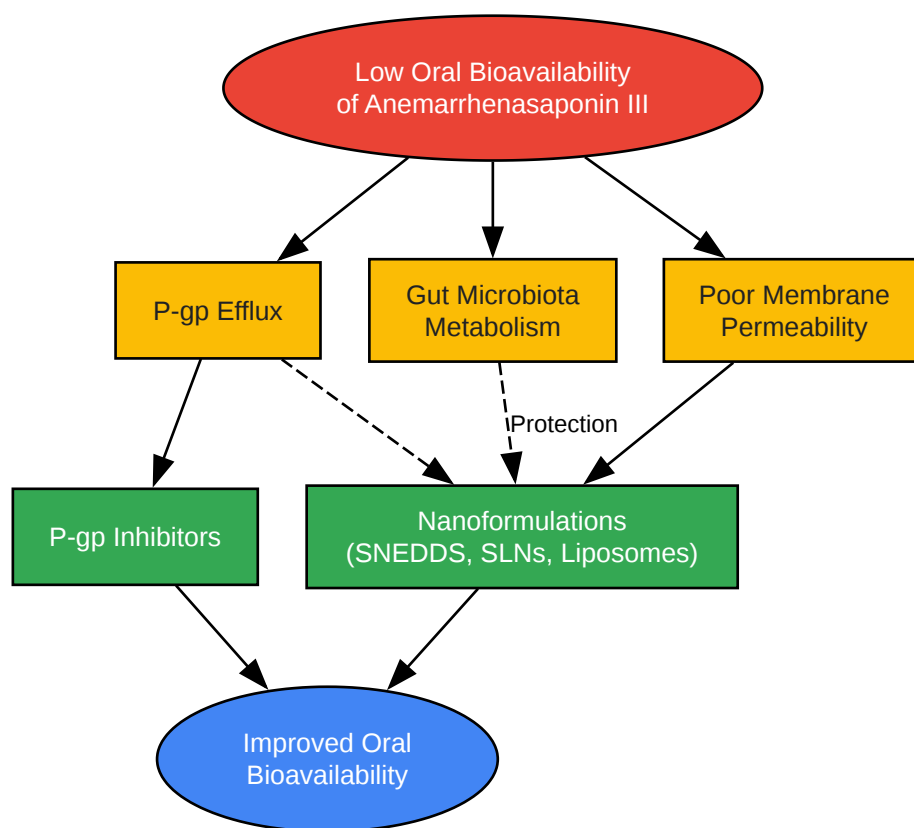 Low Oral Bioavailability
of Anemarrhenasaponin III
P-gp Efflux
Gut Microbiota
Metabolism
Poor Membrane
Permeability
Protection
P-gp Inhibitors
Nanoformulations
(SNEDDS, SLNs, Liposomes)
Improved Oral
Bioavailability